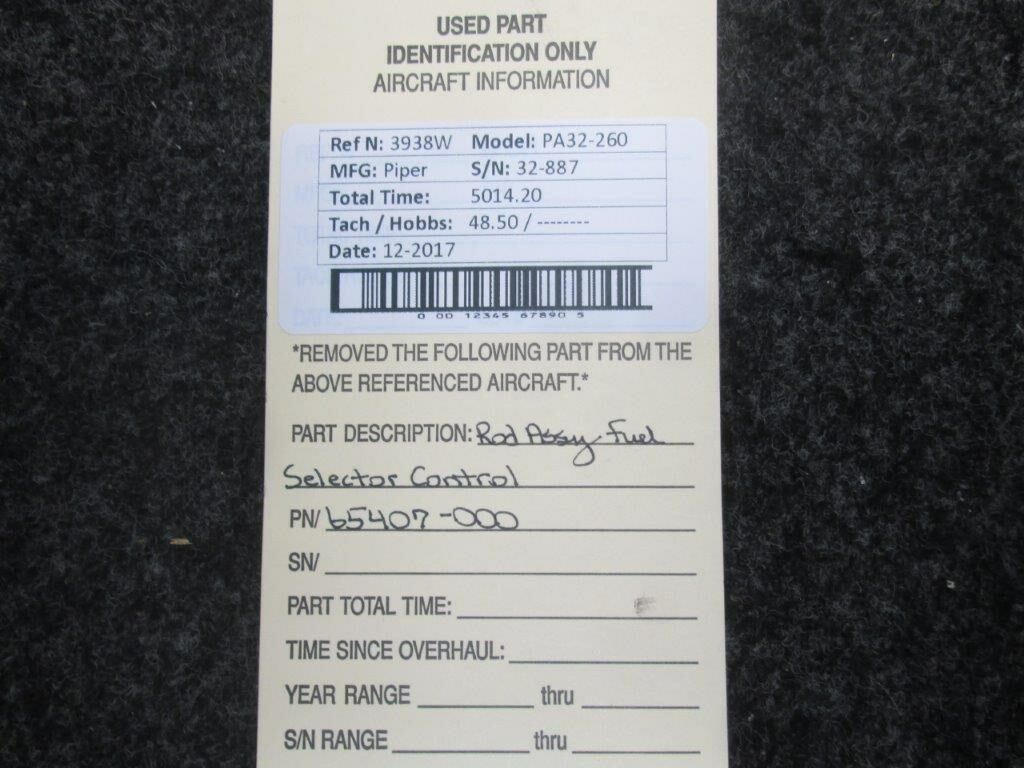 USED PART
IDENTIFICATION ONLY
AIRCRAFT INFORMATION
Ref N: 3938W Model: PA32-260
MFG: Piper S/N: 32-887
Total Time: 5014.20
Tach / Hobbs: 48.50 / --------
Date: 12-2017
0 00 12345 67890 5
*REMOVED THE FOLLOWING PART FROM THE
ABOVE REFERENCED AIRCRAFT.*
PART DESCRIPTION: Rod Assy-Fuel
Selector Control
PN/ 65407-000
SN/
PART TOTAL TIME:
TIME SINCE OVERHAUL:
YEAR RANGE thru
S/N RANGE thru